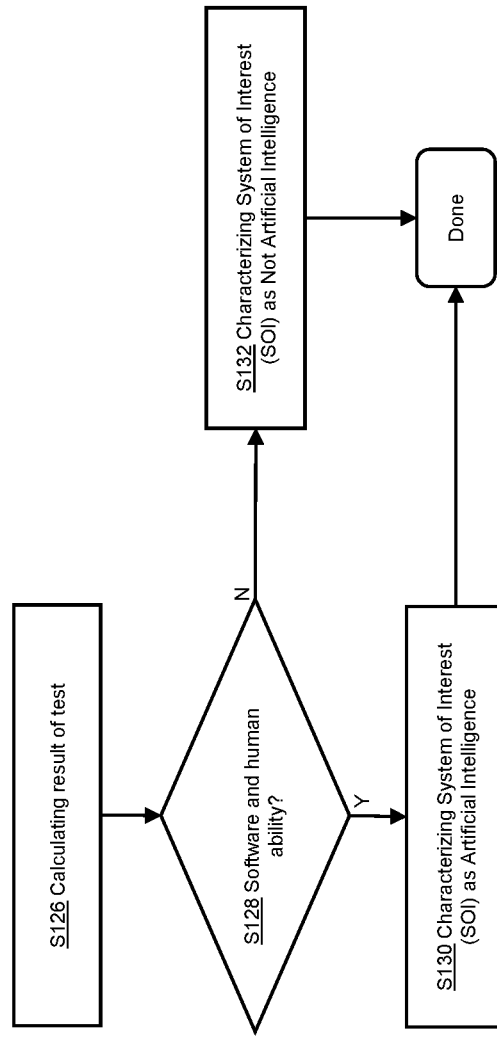 S126 Calculating result of test
S128 Software and human
ability?
N
Y
S132 Characterizing System of Interest
(SOI) as Not Artificial Intelligence
S130 Characterizing System of Interest
(SOI) as Artificial Intelligence
Done